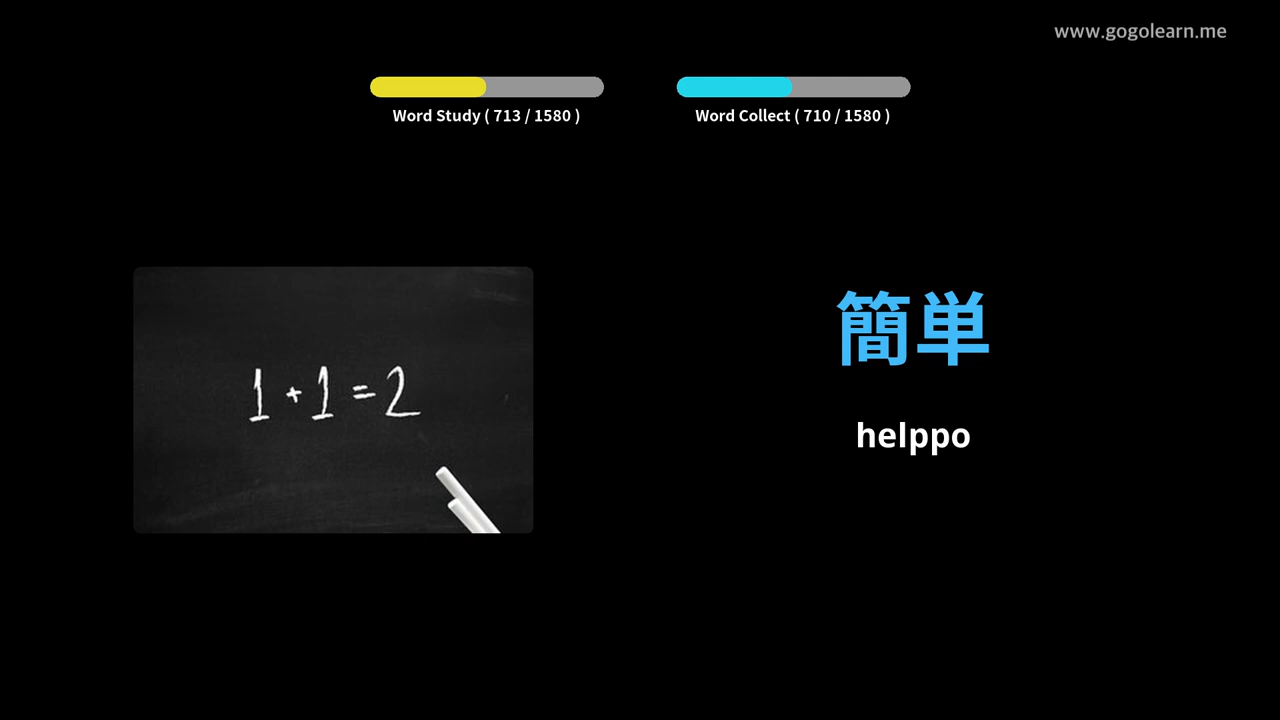 www.gogolearn.me
Word Study ( 713 / 1580 )
Word Collect ( 710 / 1580 )
1 + 1 = 2
簡単
helppo